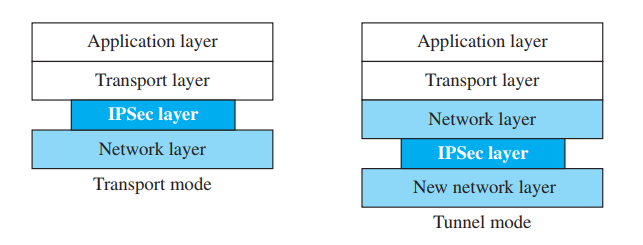 Application layer
Transport layer
IPSec layer
Network layer
Transport mode
Application layer
Transport layer
Network layer
IPSec layer
New network layer
Tunnel mode